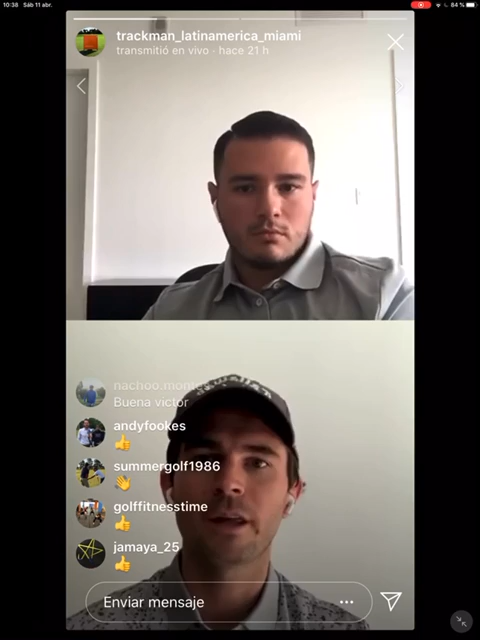 10:38 Sáb 11 abr.
84 %
trackman_latinamerica_miami
transmitió en vivo · hace 21 h
nachoo.montes
Buena victor
andyfookes
summergolf1986
golffitnesstime
jamaya_25
Enviar mensaje